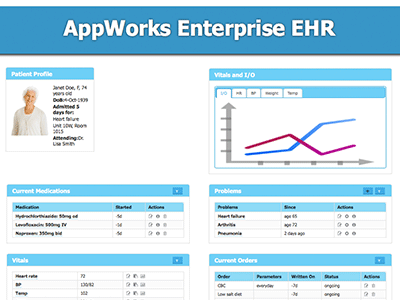 AppWorks Enterprise EHR
Patient Profile
Janet Doe, F, 74
years old
DoB:4-Oct-1939
Admitted 5
days for:
Heart failure
Unit 10W, Room
1015
Attending:Dr.
Lisa Smith
Vitals and I/O
I/O HR BP Weight Temp
Current Medications
Medication Started Actions
Hydrochlorthiazide: 50mg od -5d
Levofloxacin: 500mg IV -5d
Naproxen: 350mg bid -5d
Problems
Problems Since Actions
Heart failure age 65
Arthritis age 72
Pneumonia 2 days ago
Vitals
Heart rate 72
BP 130/82
Temp 102
Current Orders
Order Parameters Written On Status Actions
CBC everyday -7d ongoing
Low salt diet -7d ongoing